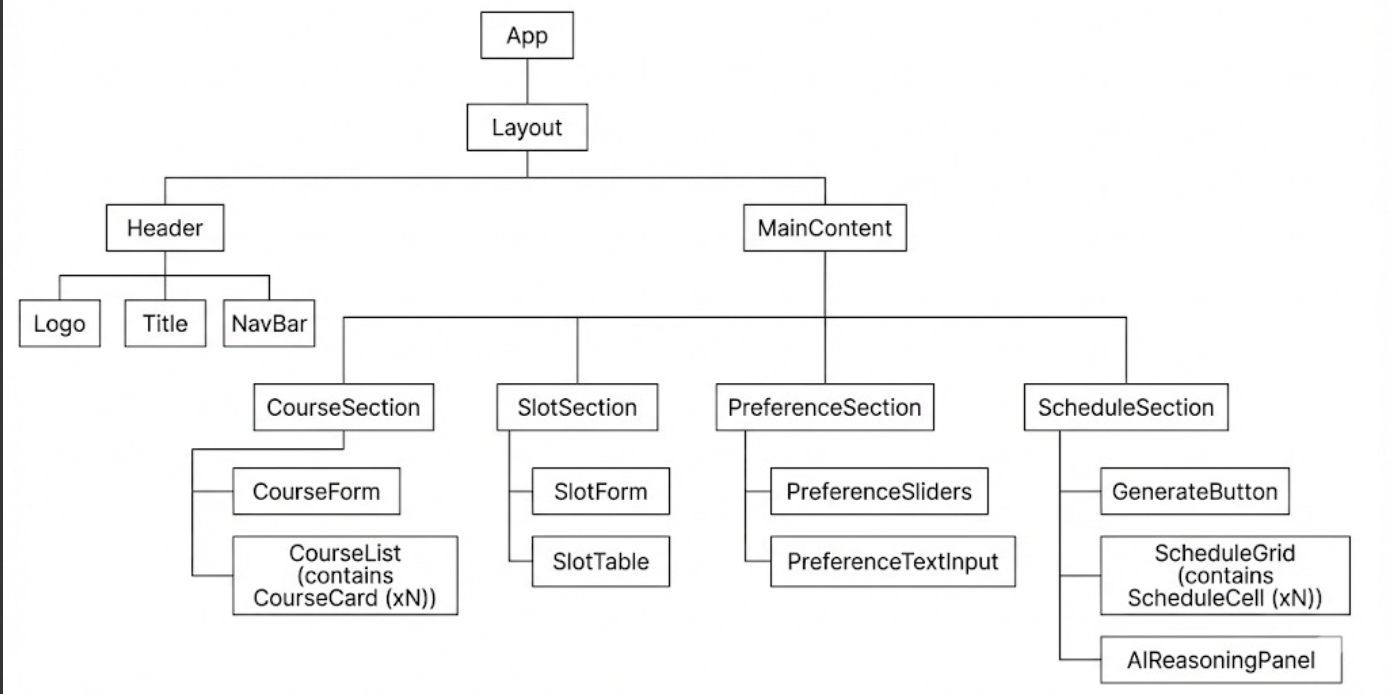 App
Layout
Header
MainContent
Logo
Title
NavBar
CourseSection
SlotSection
PreferenceSection
ScheduleSection
CourseForm
SlotForm
PreferenceSliders
GenerateButton
CourseList
(contains
CourseCard (xN))
SlotTable
PreferenceTextInput
ScheduleGrid
(contains
ScheduleCell (xN))
AIReasoningPanel